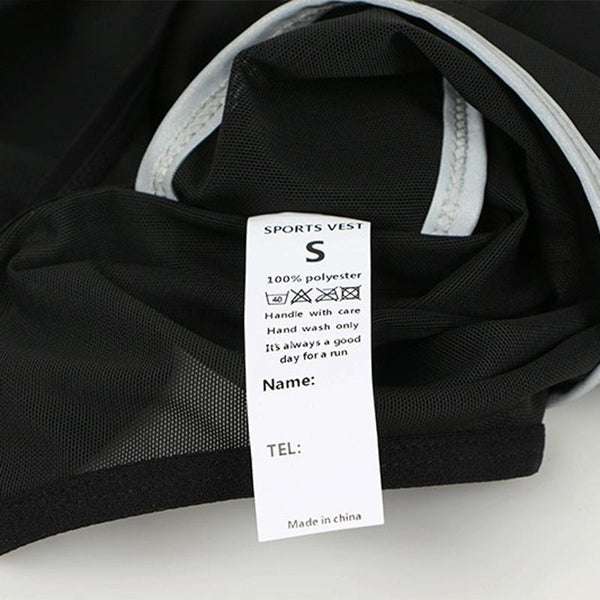 SPORTS VEST
S
100% polyester
40
Handle with care
Hand wash only
It's always a good
day for a run
Name:
TEL:
Made in china